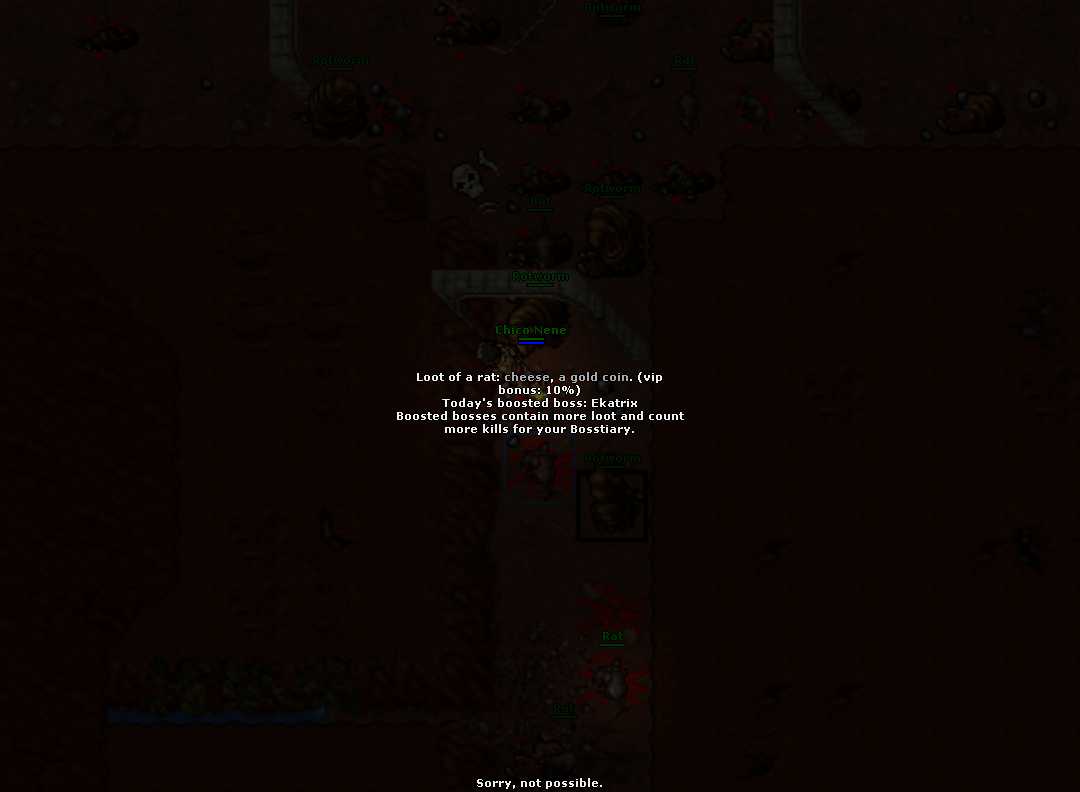 Rotworm
Rotworm
Rat
Rotworm
Rat
Rotworm
Chico Nene
Loot of a rat: cheese, a gold coin. (vip
bonus: 10%)
Today's boosted boss: Ekatrix
Boosted bosses contain more loot and count
more kills for your Bosstiary.
Rotworm
Rat
Rat
Sorry, not possible.